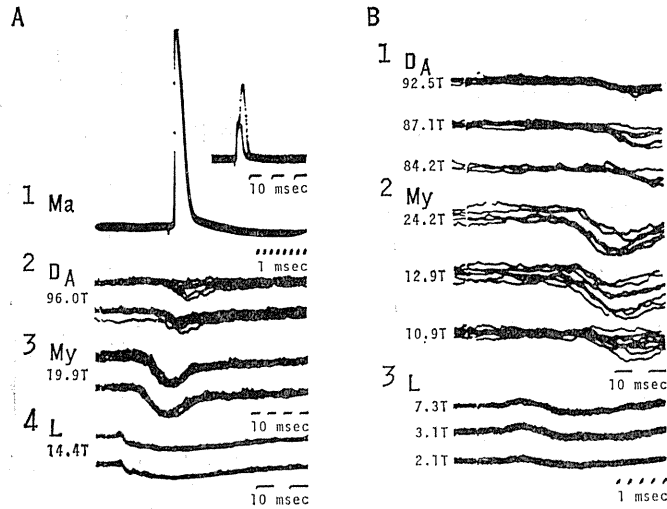 A
1 Ma
10 msec
1 msec
2 DA
96.0T
3 My
19.9T
10 msec
4 L
14.4T
10 msec
B
1 DA
92.5T
87.1T
84.2T
2 My
24.2T
12.9T
10.9T
10 msec
3 L
7.3T
3.1T
2.1T
1 msec